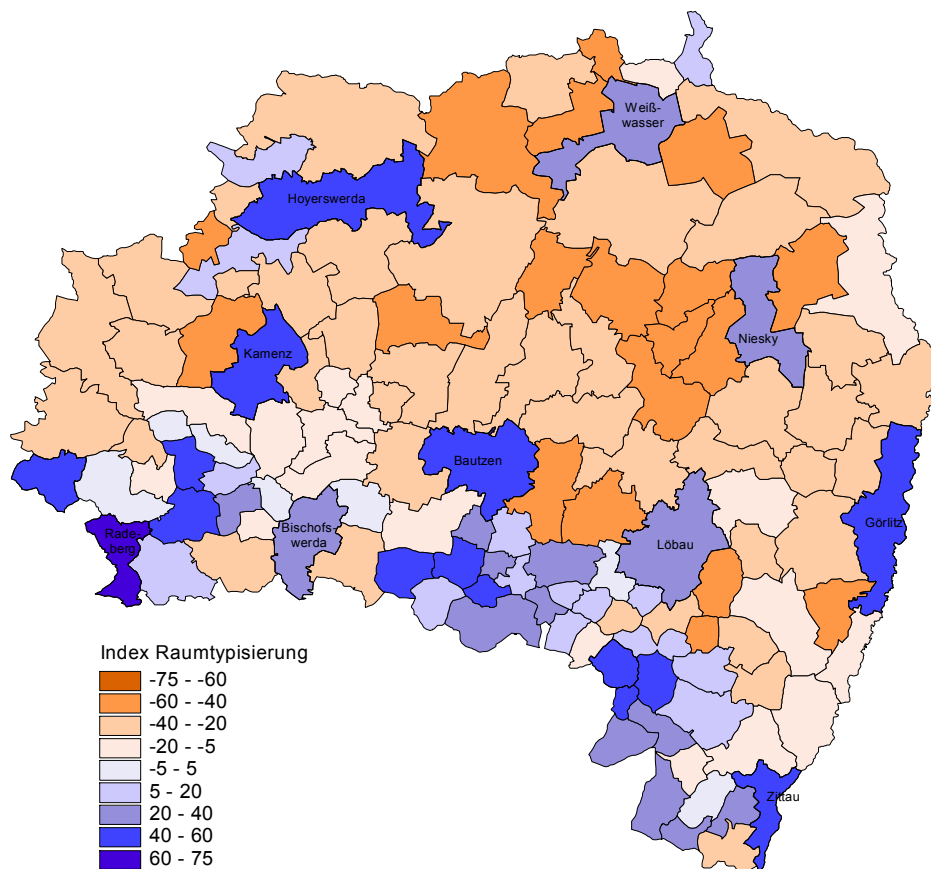 Weiß-
wasser
Hoyerswerda
Niesky
Kamenz
Bautzen
Görlitz
Rade-
berg
Bischofs-
werda
Löbau
Zittau
Index Raumtypisierung
-75 - -60
-60 - -40
-40 - -20
-20 - -5
-5 - 5
5 - 20
20 - 40
40 - 60
60 - 75